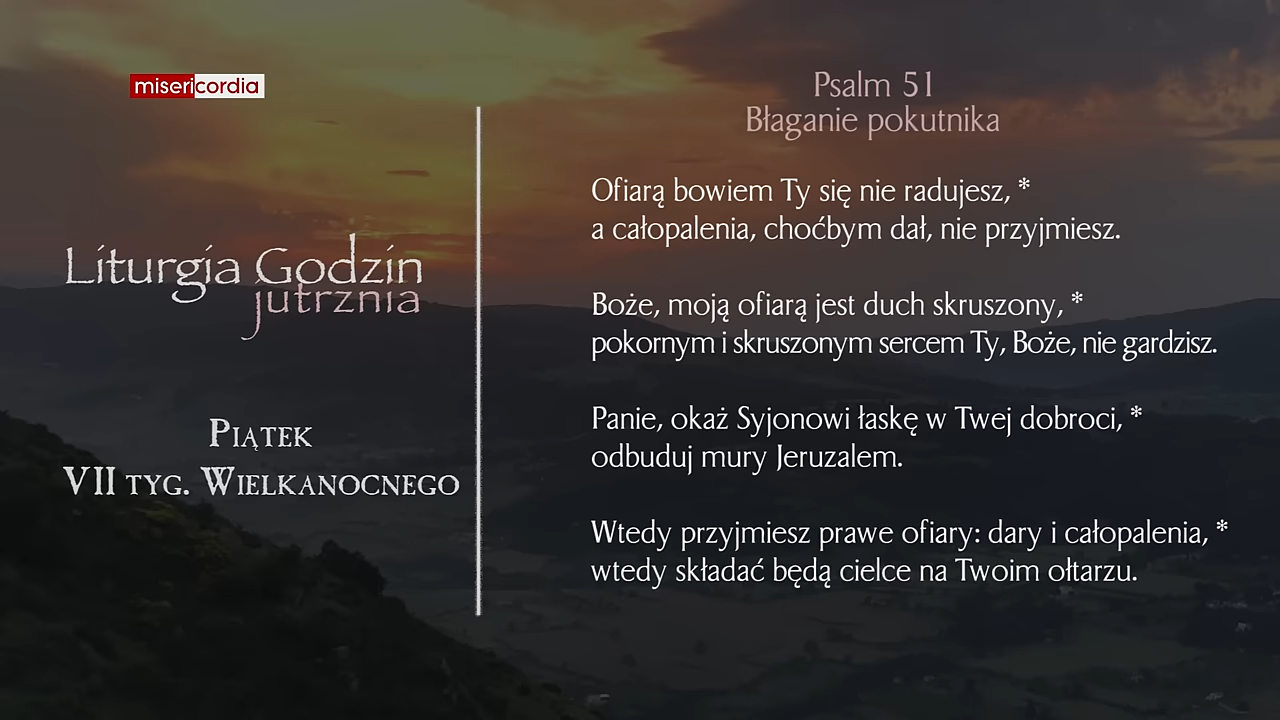 misericordia
Liturgia Godzin
jutrznia
Piątek
VII tyg. Wielkanocnego
Psalm 51
Błaganie pokutnika
Ofiarą bowiem Ty się nie radujesz, *
a całopalenia, choćbym dał, nie przyjmiesz.
Boże, moją ofiarą jest duch skruszony, *
pokornym i skruszonym sercem Ty, Boże, nie gardzisz.
Panie, okaż Syjonowi łaskę w Twej dobroci, *
odbuduj mury Jeruzalem.
Wtedy przyjmiesz prawe ofiary: dary i całopalenia, *
wtedy składać będą cielce na Twoim ołtarzu.